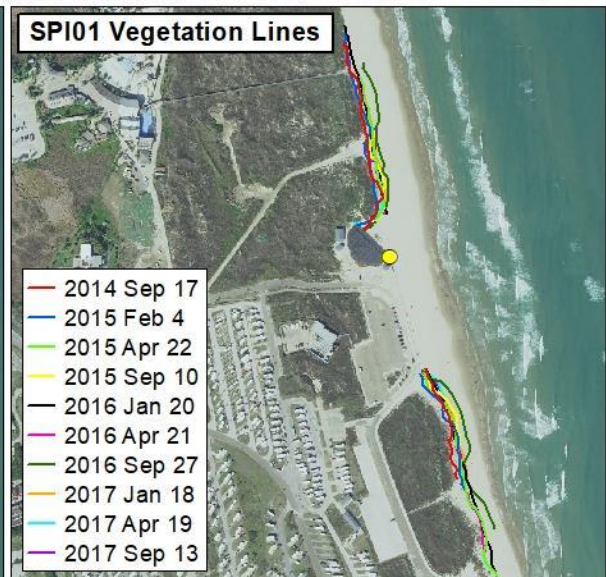 SPI01 Vegetation Lines
2014 Sep 17
2015 Feb 4
2015 Apr 22
2015 Sep 10
2016 Jan 20
2016 Apr 21
2016 Sep 27
2017 Jan 18
2017 Apr 19
2017 Sep 13